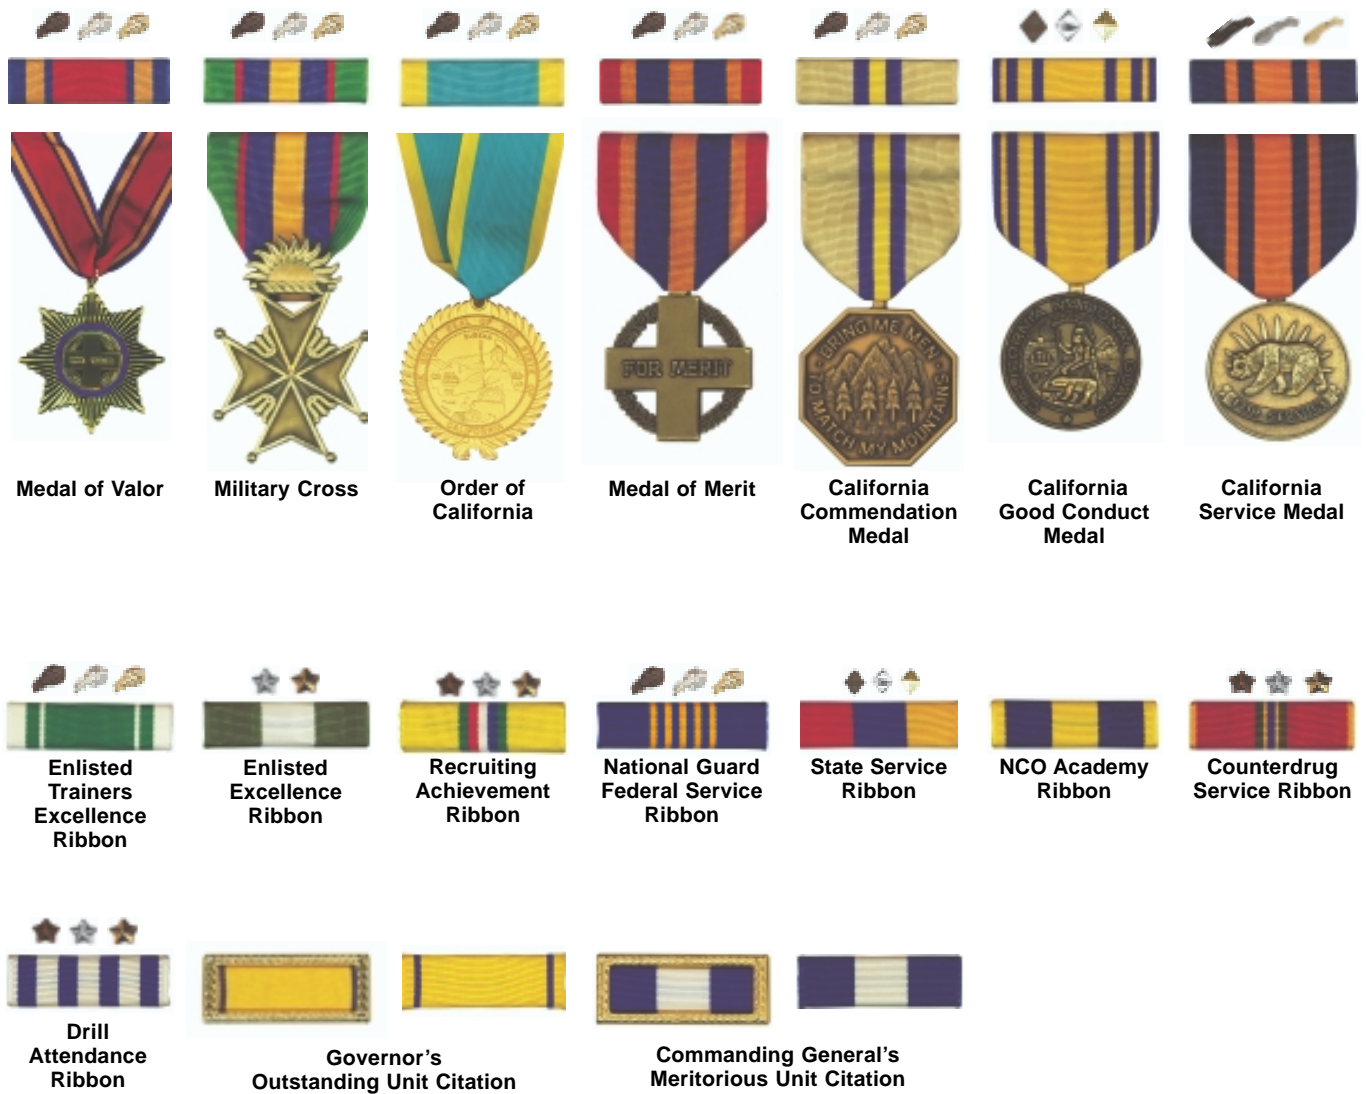 FOR MERIT
BRING ME MEN
TO MATCH MY MOUNTAINS
Medal of Valor
Military Cross
Order of
California
Medal of Merit
California
Commendation
Medal
California
Good Conduct
Medal
California
Service Medal
Enlisted
Trainers
Excellence
Ribbon
Enlisted
Excellence
Ribbon
Recruiting
Achievement
Ribbon
National Guard
Federal Service
Ribbon
State Service
Ribbon
NCO Academy
Ribbon
Counterdrug
Service Ribbon
Drill
Attendance
Ribbon
Governor’s
Outstanding Unit Citation
Commanding General’s
Meritorious Unit Citation